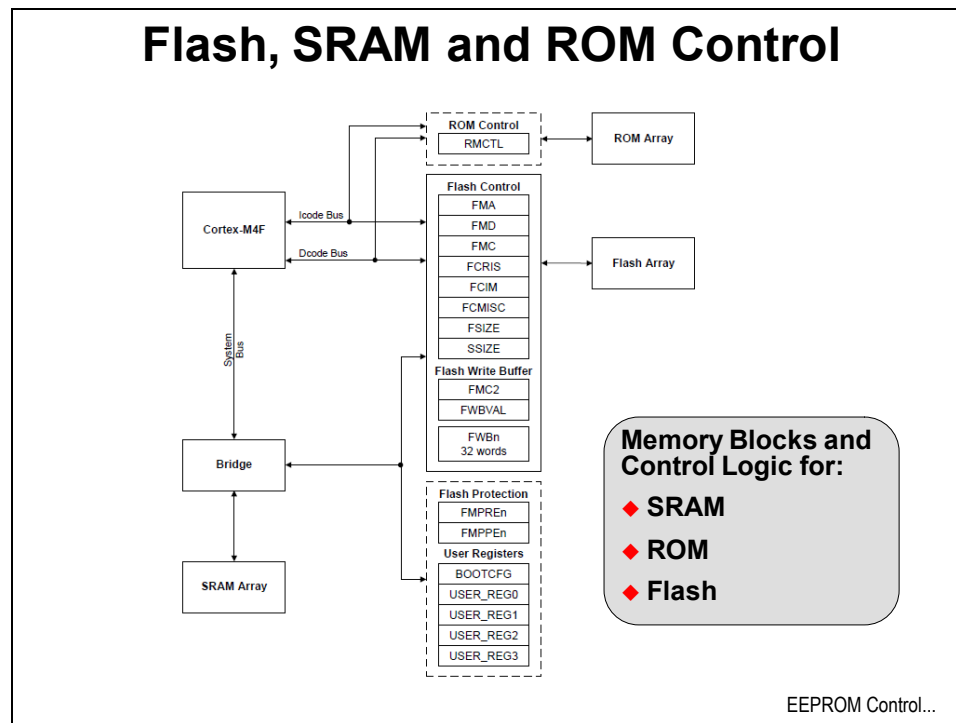 Flash, SRAM and ROM Control
ROM Control
RMCTL
ROM Array
Cortex-M4F
Icode Bus
Dcode Bus
System
Bus
Flash Control
FMA
FMD
FMC
FCRIS
FCIM
FCMISC
FSIZE
SSIZE
Flash Array
Flash Write Buffer
FMC2
FWBVAL
FWBn
32 words
Bridge
SRAM Array
Flash Protection
FMPREn
FMPPEn
User Registers
BOOTCFG
USER_REG0
USER_REG1
USER_REG2
USER_REG3
Memory Blocks and
Control Logic for:
SRAM
ROM
Flash
EEPROM Control...